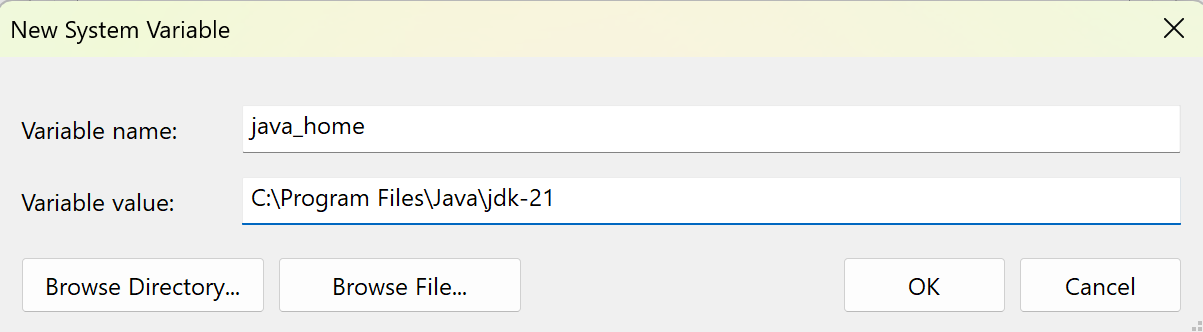 New System Variable
Variable name: java_home
Variable value: C:\Program Files\Java\jdk-21
Browse Directory... Browse File... OK Cancel